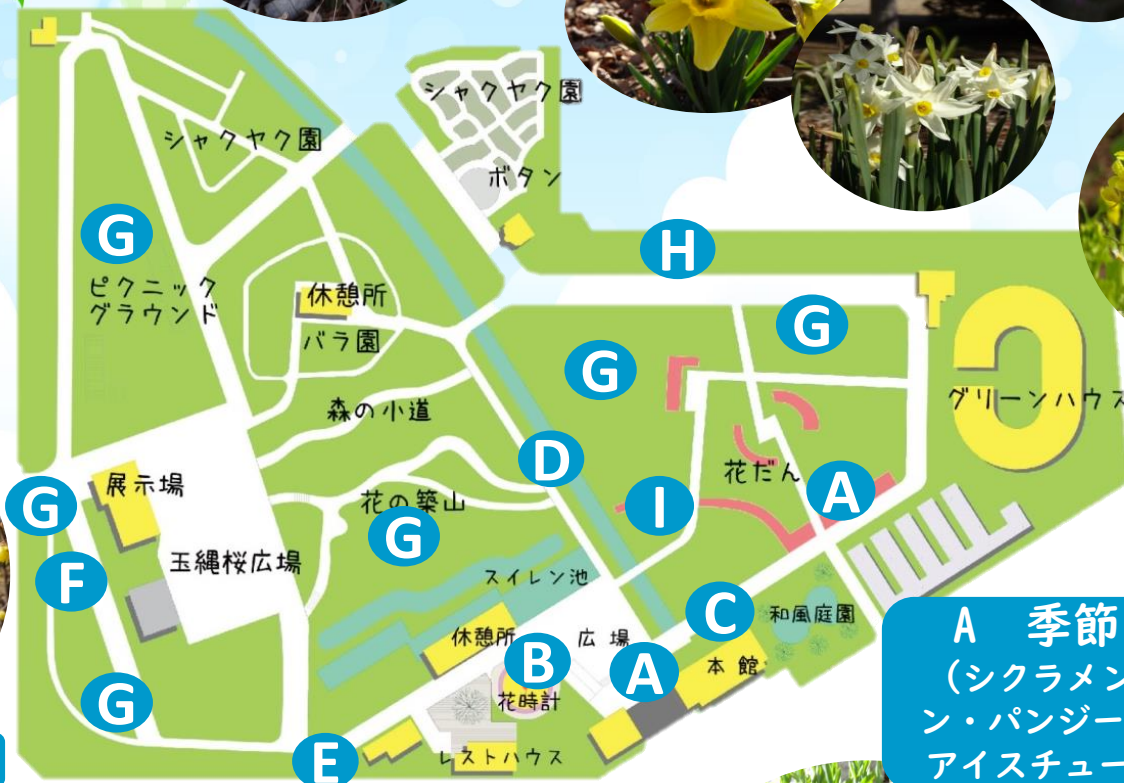 シャクヤク園
シャクヤク園
ボタン
G
H
ピクニック
グラウンド
休憩所
G
バラ園
G
グリーンハウス
森の小道
D
花だん
展示場
A
G
花の築山
I
G
玉縄桜広場
F
スイレン池
C
和風庭園
休憩所
広場
B
A
本館
G
花時計
E
レストハウス
A 季節
(シクラメン
ン・パンジー
アイスチュー